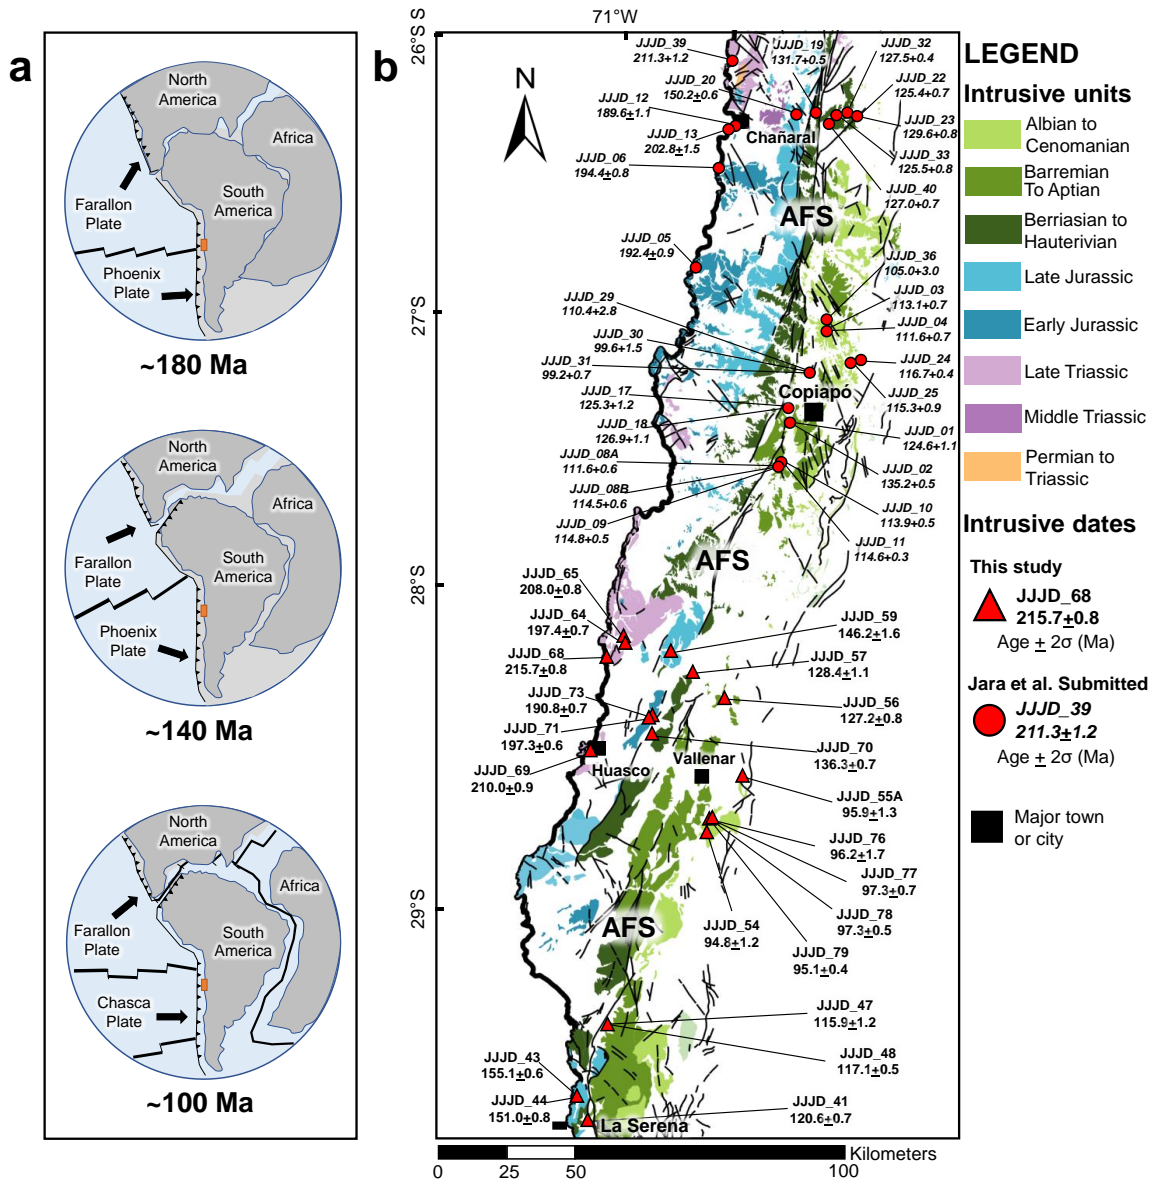 a
North
America
Africa
South
America
Farallon
Plate
Phoenix
Plate
~180 Ma
North
America
Africa
South
America
Farallon
Plate
Phoenix
Plate
~140 Ma
North
America
Africa
South
America
Farallon
Plate
Chasca
Plate
~100 Ma
b
71°W
26°S S
27°S
28°S
29°S
N
JJJD_39
211.3+1.2
JJJD_19
131.7+0.5
JJJD_32
127.5+0.4
JJJD_20
150.2±0.6
JJJD_22
125.4+0.7
JJJD_12
189.6±1.1
JJJD_23
129.6+0.8
JJJD_13
202.8±1.5
Chañaral
JJJD_33
125.5+0.8
JJJD_06
194.4±0.8
JJJD_40
127.0+0.7
AFS
JJJD_05
192.4±0.9
JJJD_36
105.0+3.0
JJJD_29
110.4+2.8
JJJD_03
113.1+0.7
JJJD_30
99.6+1.5
JJJD_04
111.6+0.7
JJJD_31
99.2+0.7
JJJD_24
116.7+0.4
JJJD_17
125.3+1.2
Copiapó
JJJD_25
115.3+0.9
JJJD_18
126.9+1.1
JJJD_01
124.6+1.1
JJJD_08A
111.6+0.6
JJJD_02
135.2+0.5
JJJD_08B
114.5+0.6
JJJD_10
113.9+0.5
JJJD_09
114.8+0.5
JJJD_11
114.6+0.3
AFS
JJJD_65
208.0±0.8
JJJD_64
197.4±0.7
JJJD_59
146.2±1.6
JJJD_68
215.7±0.8
JJJD_57
128.4±1.1
JJJD_73
190.8±0.7
JJJD_56
127.2±0.8
JJJD_71
197.3±0.6
JJJD_70
136.3±0.7
JJJD_69
210.0±0.9
Huasco
Vallenar
JJJD_55A
95.9±1.3
JJJD_76
96.2±1.7
JJJD_77
97.3±0.7
JJJD_78
97.3±0.5
JJJD_54
94.8±1.2
JJJD_79
95.1±0.4
AFS
JJJD_47
115.9±1.2
JJJD_48
117.1±0.5
JJJD_43
155.1±0.6
JJJD_44
151.0±0.8
JJJD_41
120.6±0.7
La Serena
Kilometers
0 25 50 100
LEGEND
Intrusive units
Albian to
Cenomanian
Barremian
To Aptian
Berriasian to
Hauterivian
Late Jurassic
Early Jurassic
Late Triassic
Middle Triassic
Permian to
Triassic
Intrusive dates
This study
JJJD_68
215.7±0.8
Age ± 2σ (Ma)
Jara et al. Submitted
JJJD_39
211.3±1.2
Age ± 2σ (Ma)
Major town
or city